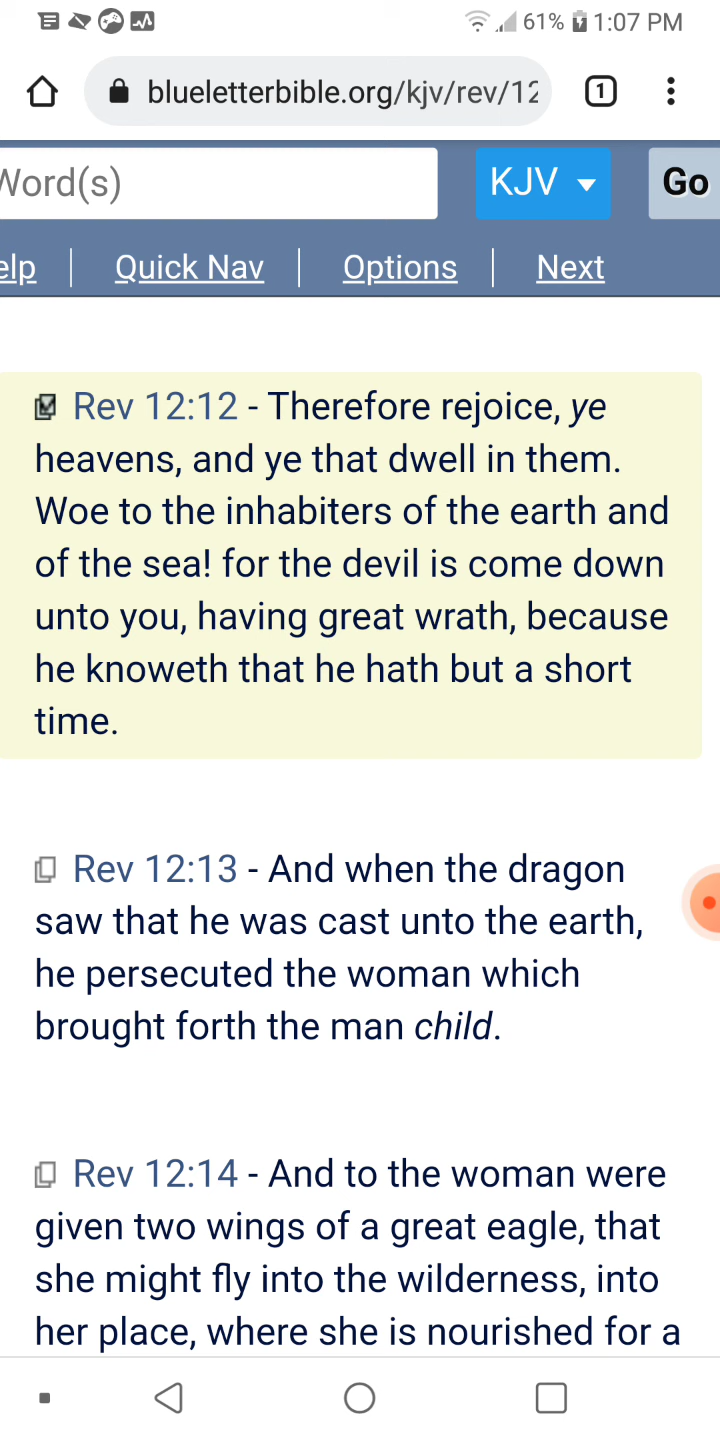 61% 1:07 PM
blueletterbible.org/kjv/rev/12 1
Word(s) KJV Go
elp | Quick Nav | Options | Next
Rev 12:12 - Therefore rejoice, ye
heavens, and ye that dwell in them.
Woe to the inhabiters of the earth and
of the sea! for the devil is come down
unto you, having great wrath, because
he knoweth that he hath but a short
time.
Rev 12:13 - And when the dragon
saw that he was cast unto the earth,
he persecuted the woman which
brought forth the man child.
Rev 12:14 - And to the woman were
given two wings of a great eagle, that
she might fly into the wilderness, into
her place, where she is nourished for a